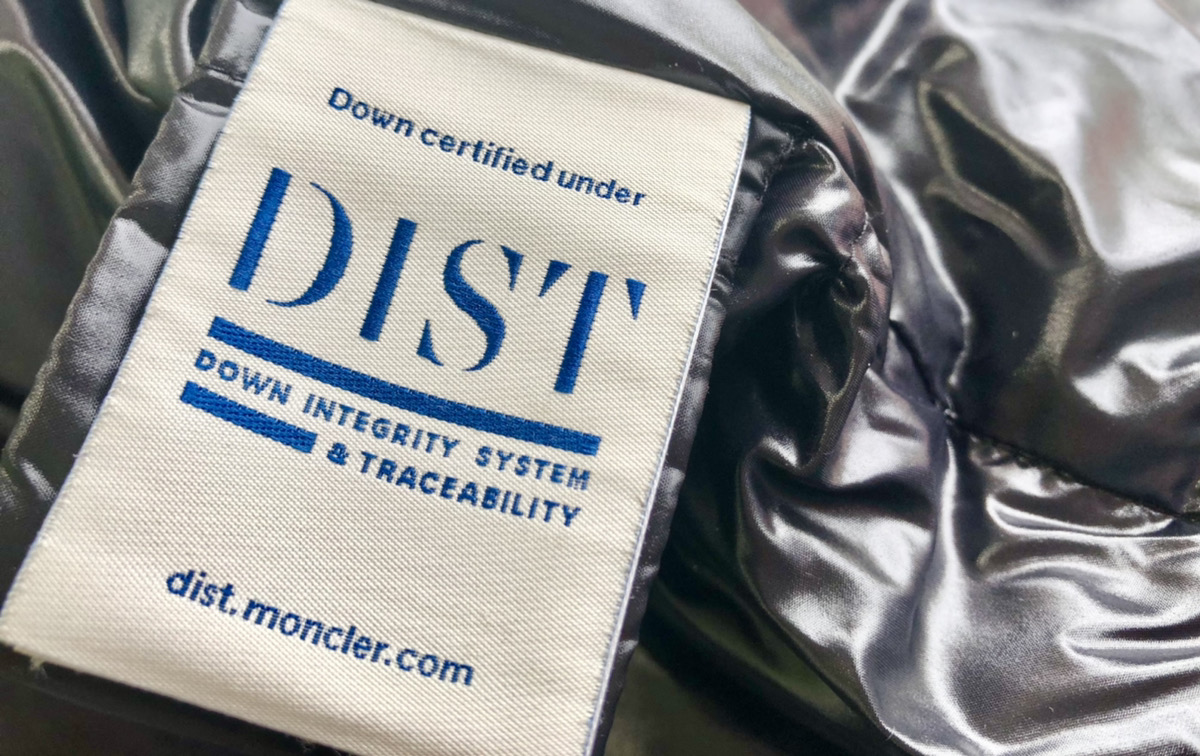 Down certified under
DIST
DOWN INTEGRITY SYSTEM
& TRACEABILITY
dist.moncler.com